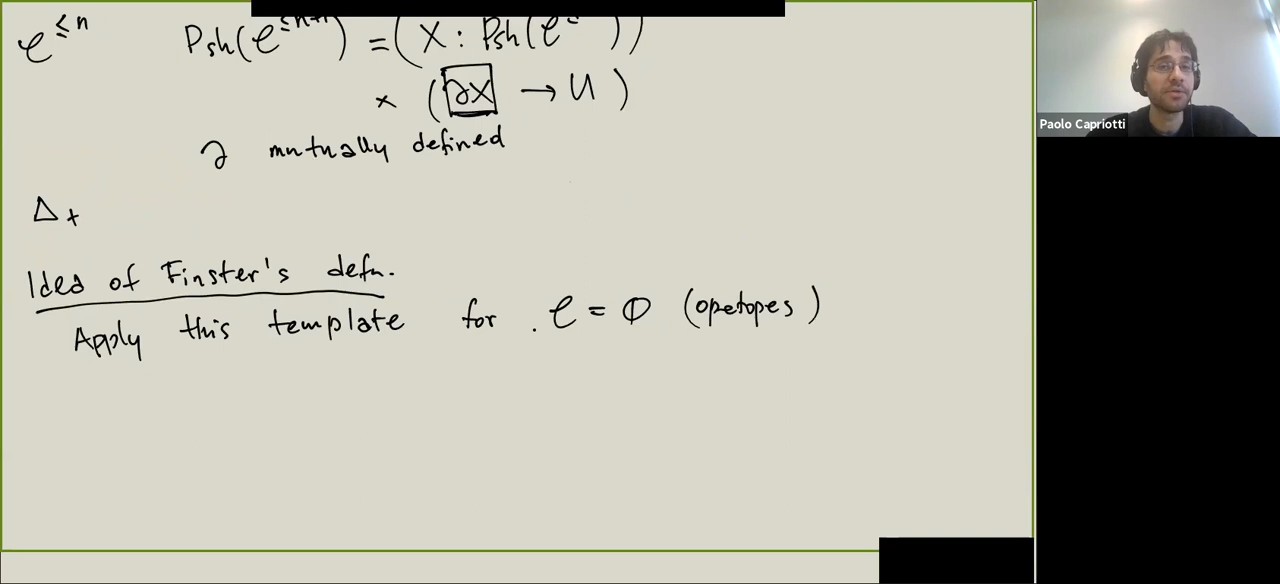 𝒞^{≤n} Psh(𝒞^{≤n+1}) = (X : Psh(𝒞^{≤}))
× (∂X → U)
∂ mutually defined
Δ₊
Idea of Finster's defn.
Apply this template for 𝒞 = O (opetopes)
Paolo Capriotti